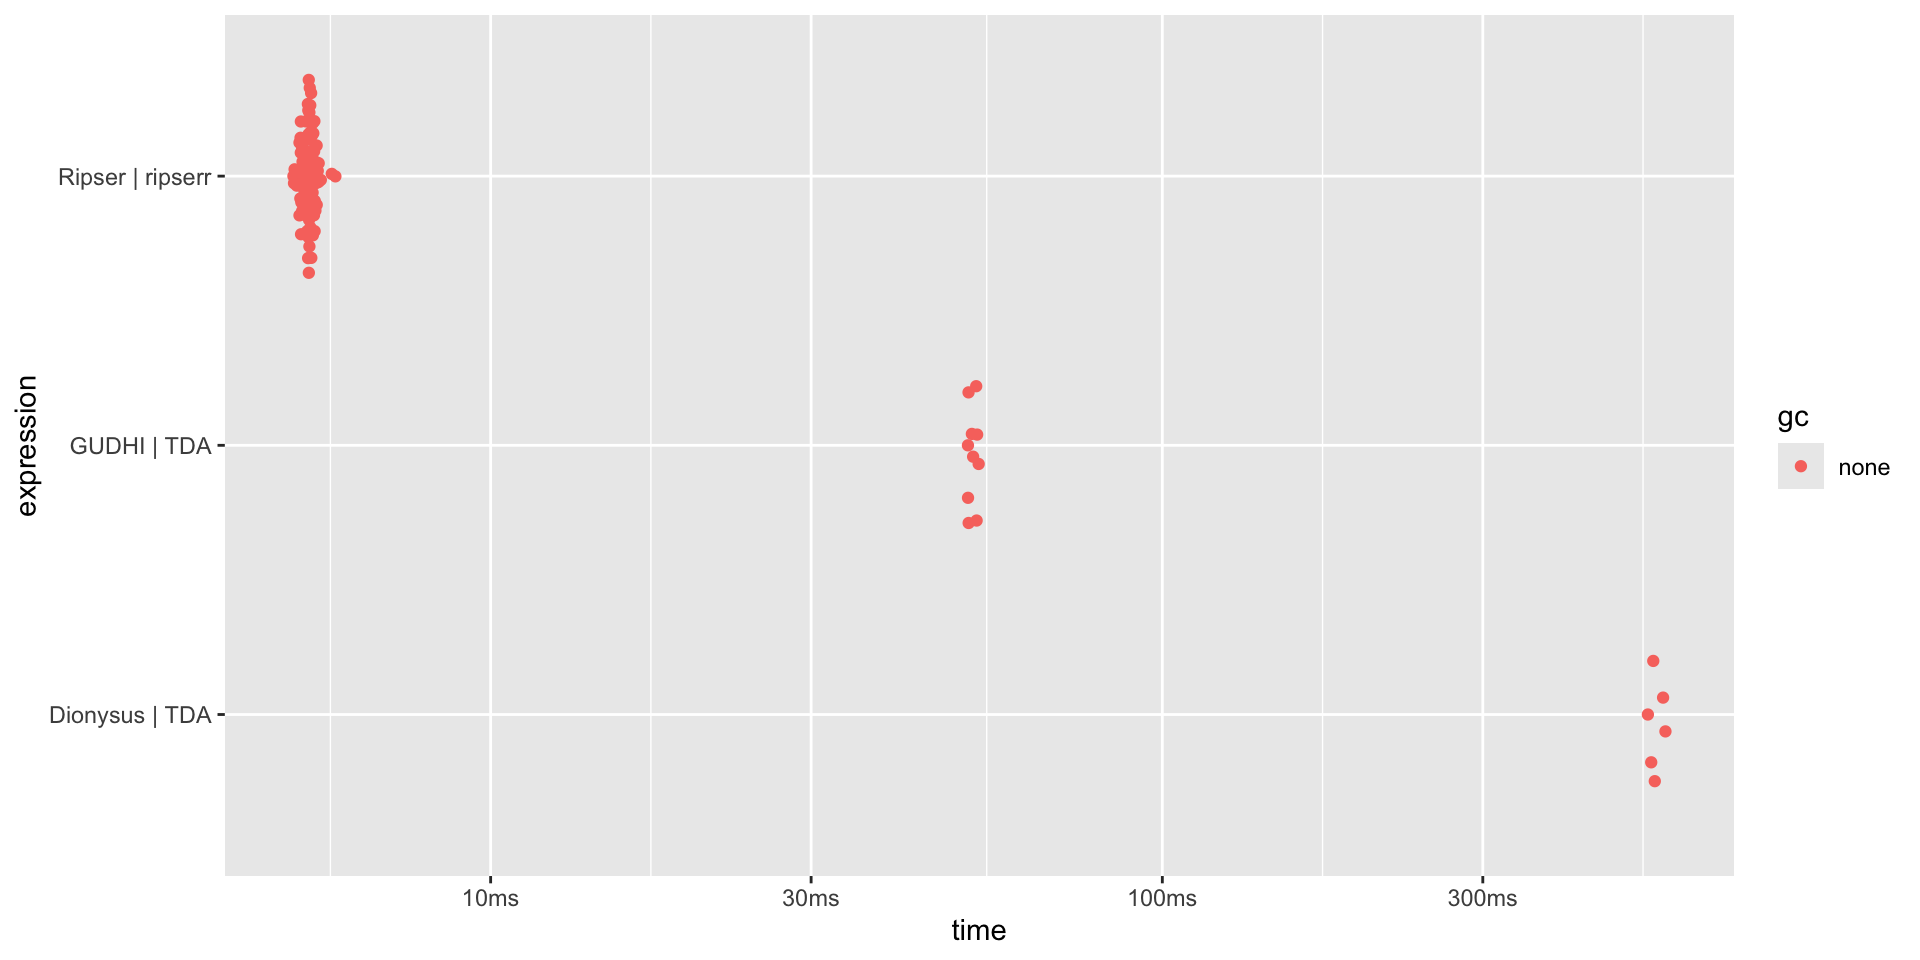 Ripser | ripserr
GUDHI | TDA
Dionysus | TDA
expression
10ms
30ms
100ms
300ms
time
gc
none